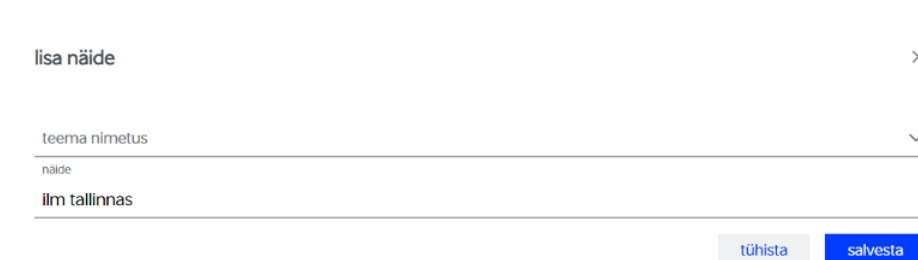 lisa näide
teema nimetus
näide
ilm tallinnas
tühista salvesta